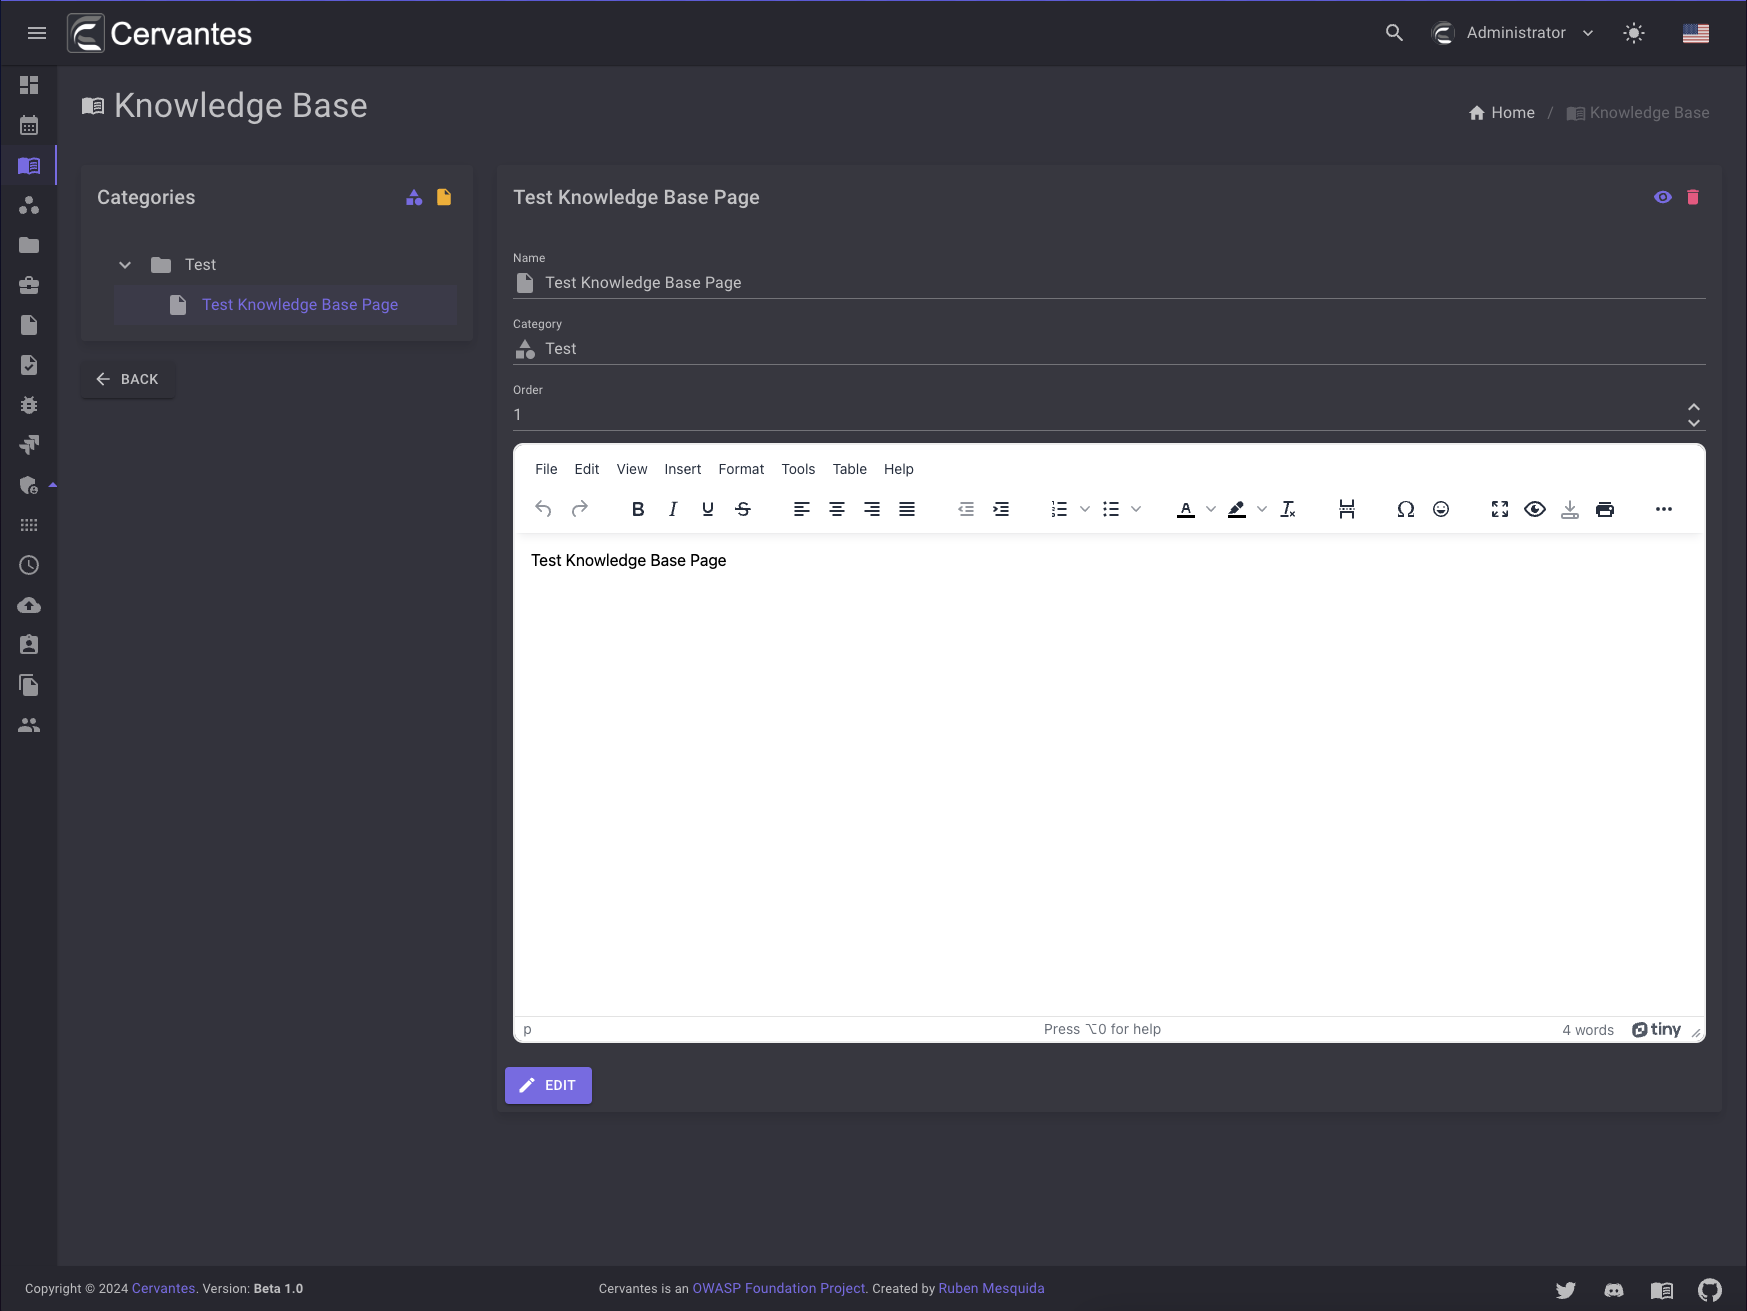 Cervantes
Administrator
Knowledge Base
Home / Knowledge Base
Categories
Test
Test Knowledge Base Page
BACK
Test Knowledge Base Page
Name
Test Knowledge Base Page
Category
Test
Order
1
File Edit View Insert Format Tools Table Help
Test Knowledge Base Page
p
Press ⌥0 for help
4 words
tiny
EDIT
Copyright © 2024 Cervantes. Version: Beta 1.0
Cervantes is an OWASP Foundation Project. Created by Ruben Mesquida